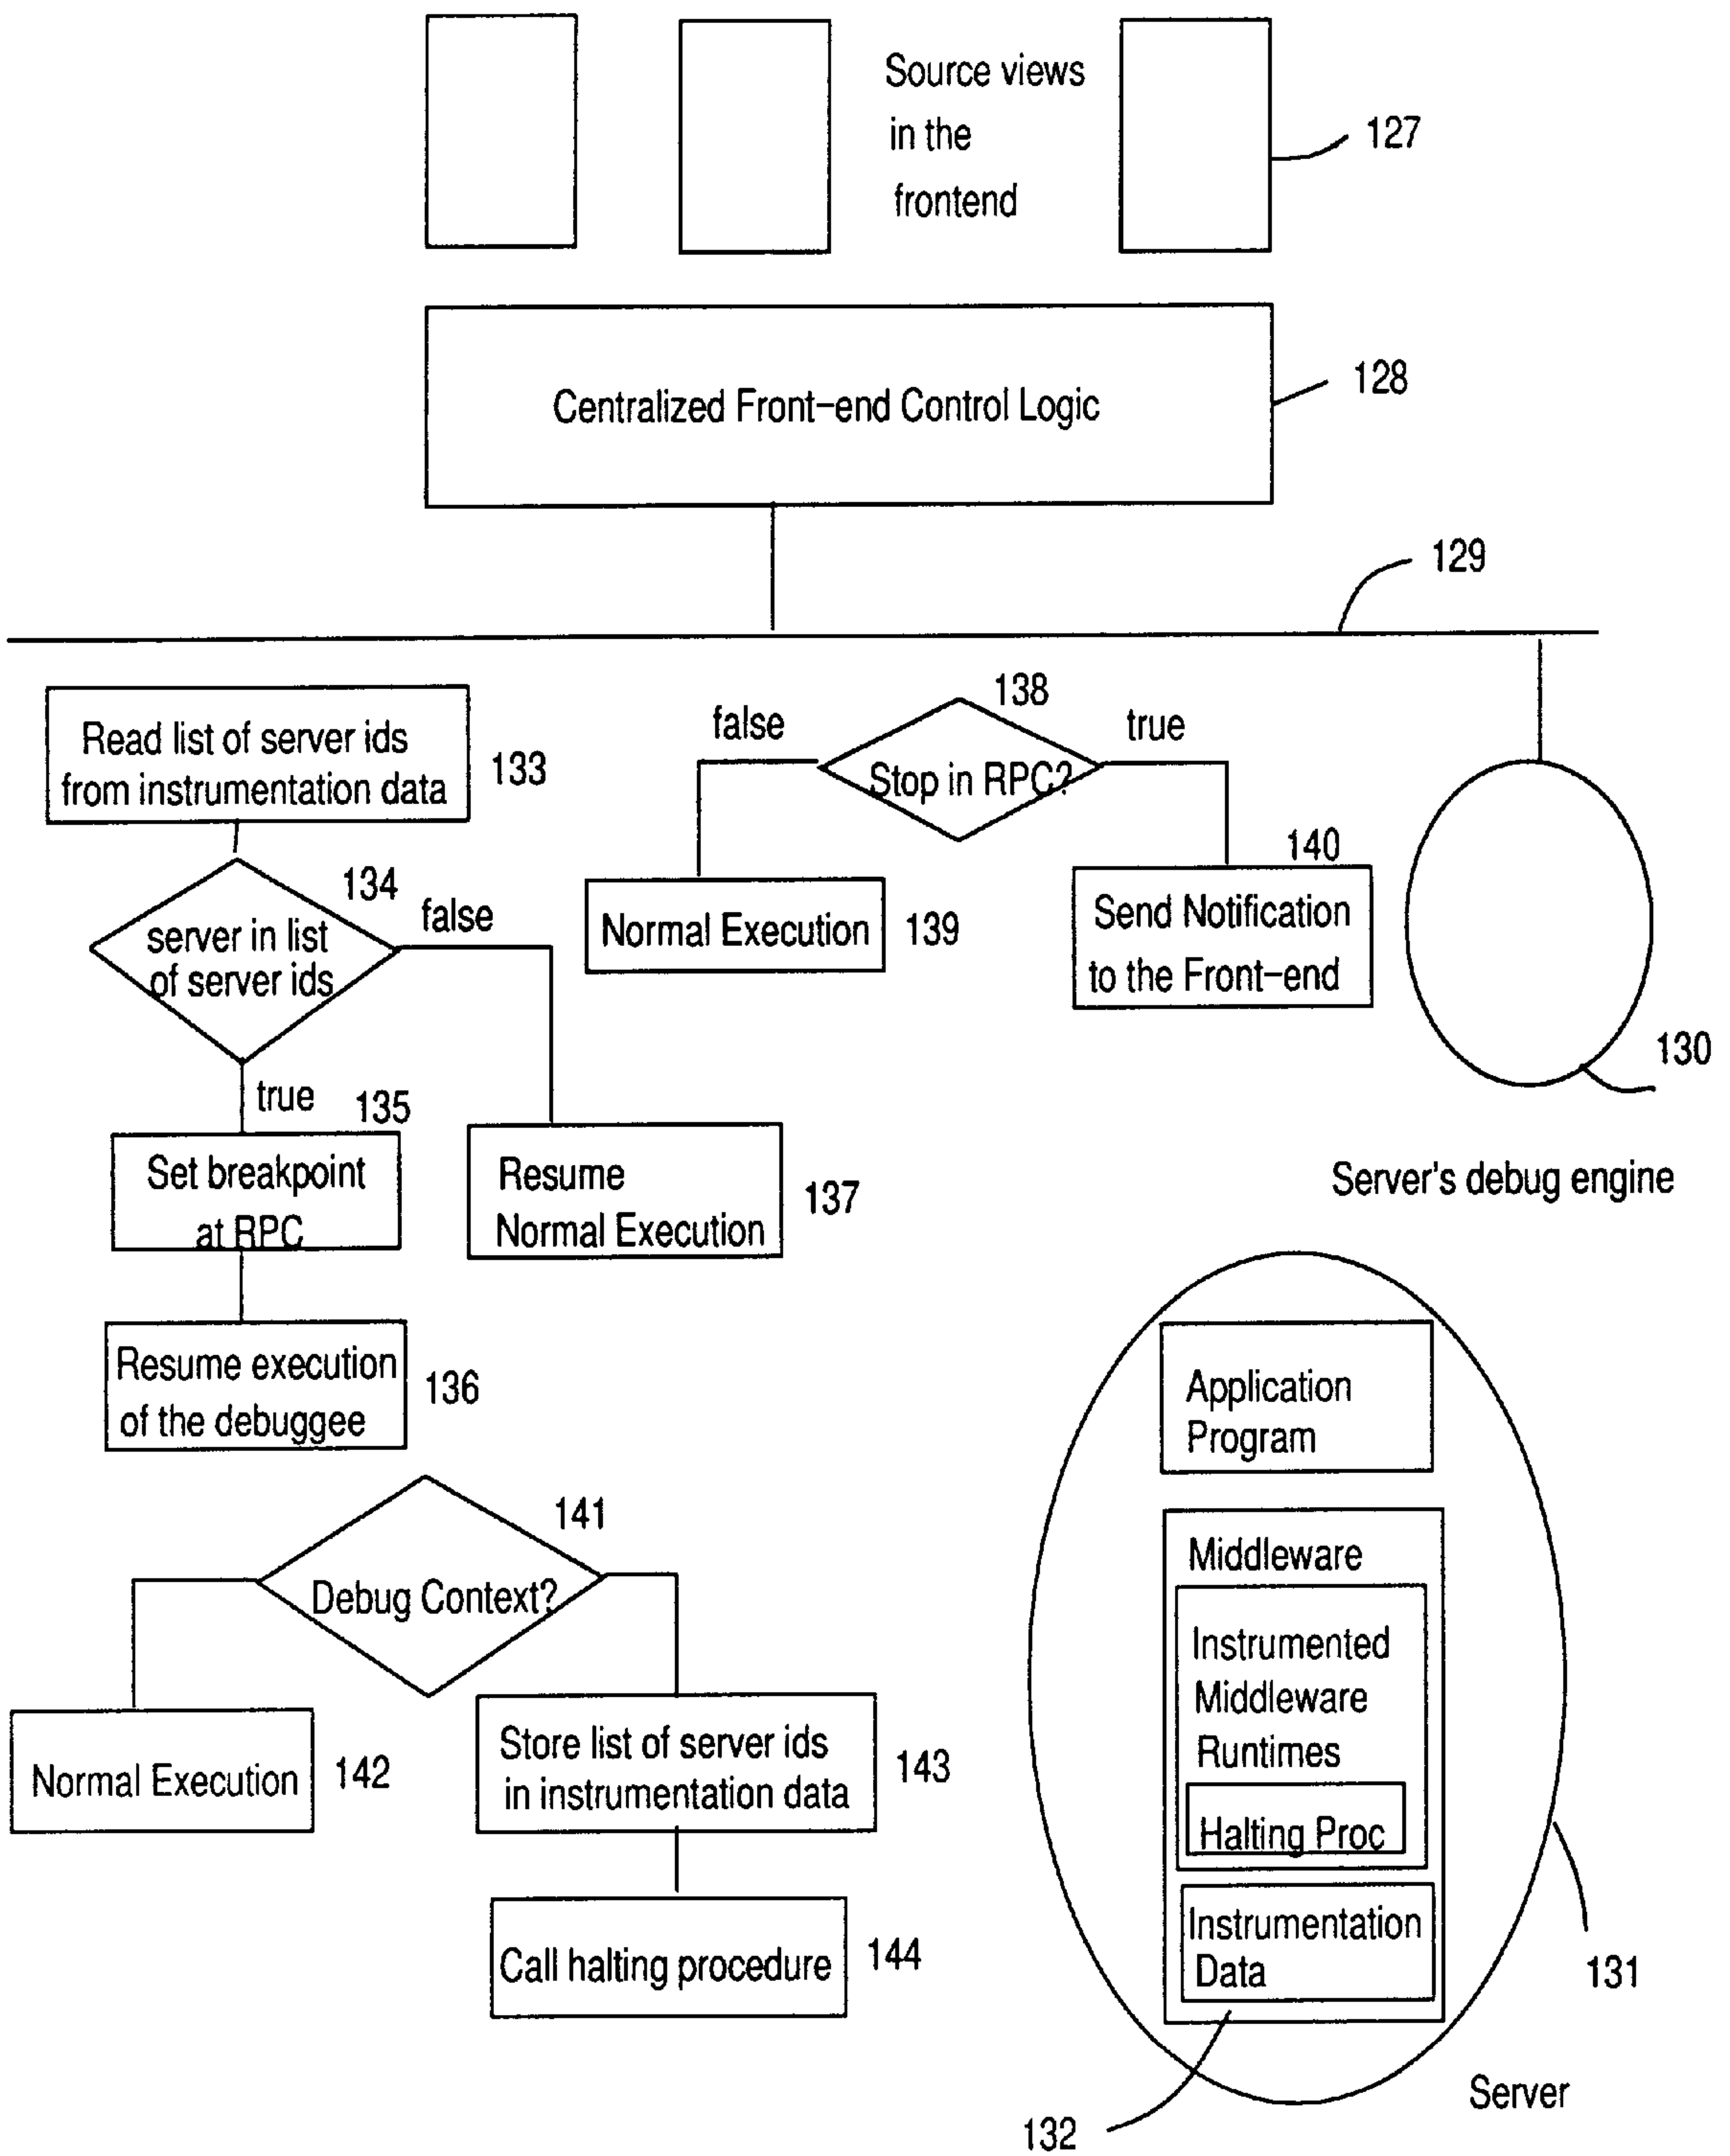 Source views
in the
frontend
127
Centralized Front-end Control Logic
128
129
Read list of server ids
from instrumentation data
133
134
server in list
of server ids
false
true
135
Set breakpoint
at RPC
Resume
Normal Execution
137
Resume execution
of the debuggee
136
138
false
true
Stop in RPC?
Normal Execution
139
140
Send Notification
to the Front-end
130
Server's debug engine
141
Debug Context?
Normal Execution
142
Store list of server ids
in instrumentation data
143
Call halting procedure
144
Application
Program
Middleware
Instrumented
Middleware
Runtimes
Halting Proc
Instrumentation
Data
131
132
Server